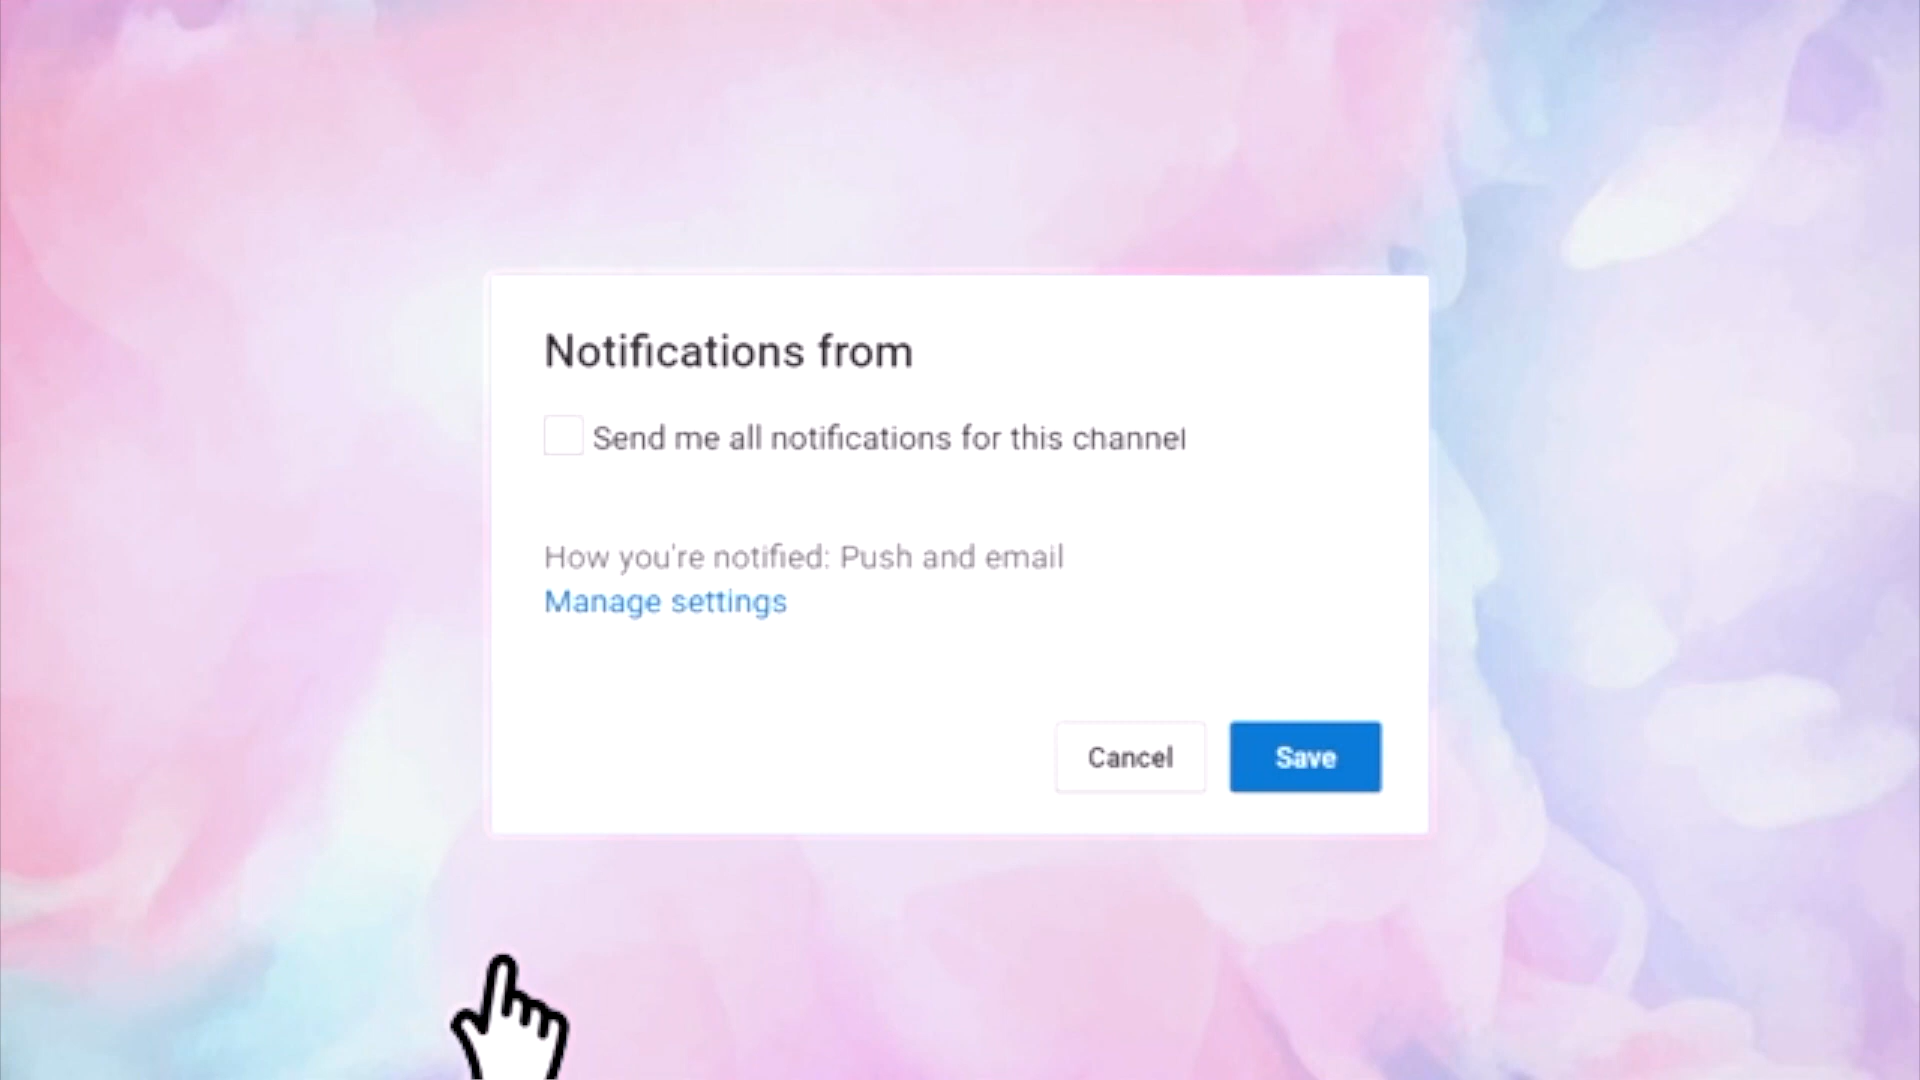 Notifications from
Send me all notifications for this channel
How you're notified: Push and email
Manage settings
Cancel
Save